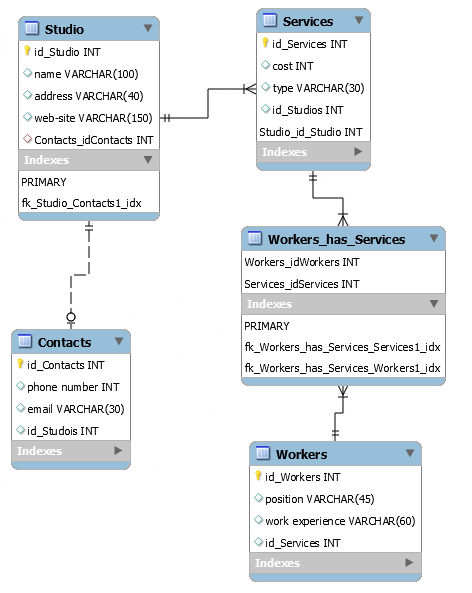 Studio
id_Studio INT
name VARCHAR(100)
address VARCHAR(40)
web-site VARCHAR(150)
Contacts_idContacts INT
Indexes
PRIMARY
fk_Studio_Contacts1_idx
Services
id_Services INT
cost INT
type VARCHAR(30)
id_Studios INT
Studio_id_Studio INT
Indexes
Workers_has_Services
Workers_idWorkers INT
Services_idServices INT
Indexes
PRIMARY
fk_Workers_has_Services_Services1_idx
fk_Workers_has_Services_Workers1_idx
Contacts
id_Contacts INT
phone number INT
email VARCHAR(30)
id_Studois INT
Indexes
Workers
id_Workers INT
position VARCHAR(45)
work experience VARCHAR(60)
id_Services INT
Indexes